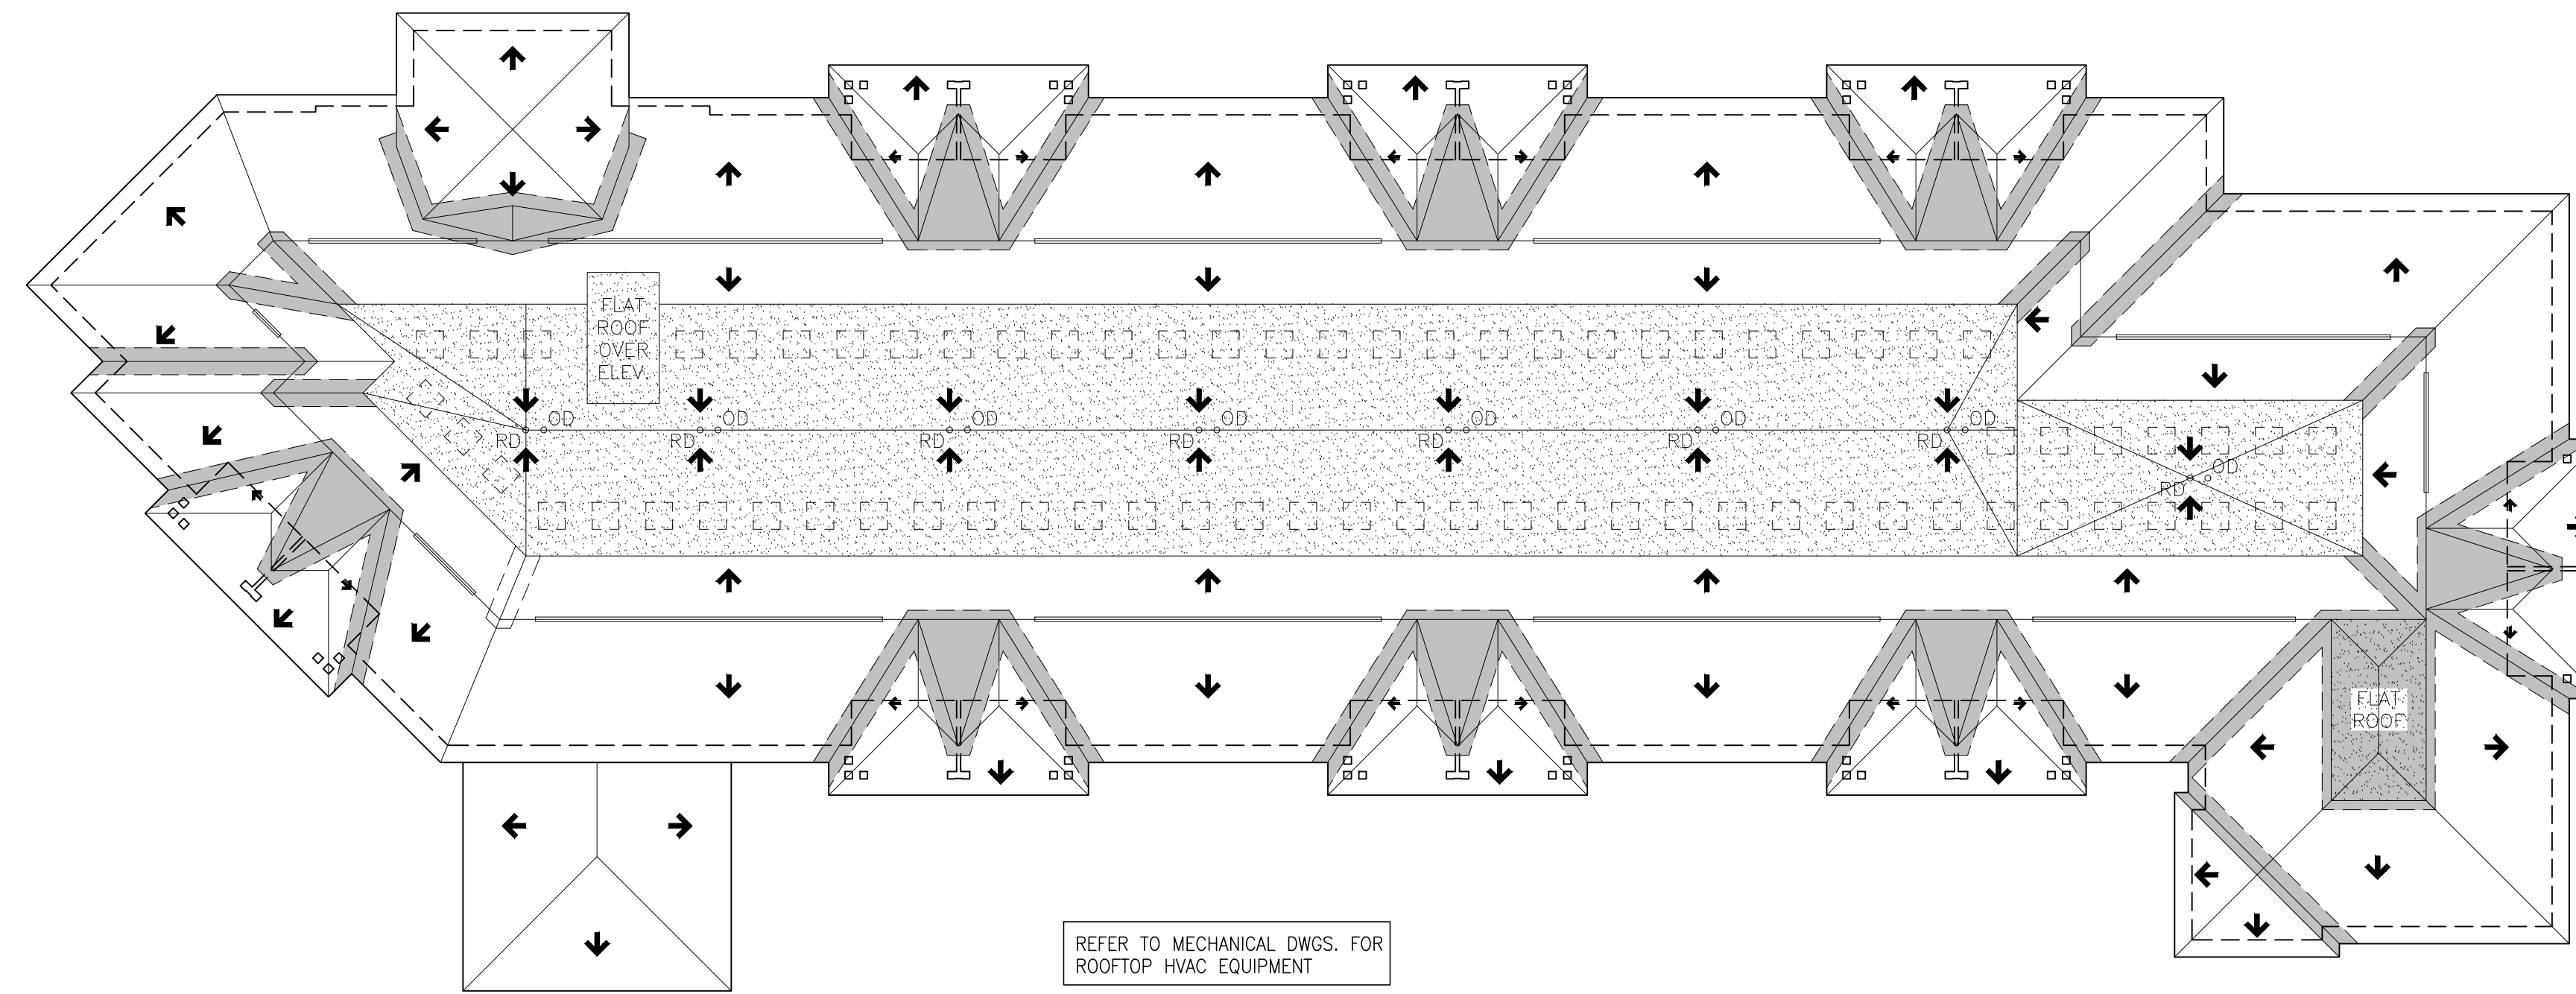 FLAT
ROOF
OVER
ELEV
OD
OD
OD
OD
OD
OD
OD
RD
RD
RD
RD
RD
RD
RD
OD
RD
FLAT
ROOF
REFER TO MECHANICAL DWGS. FOR
ROOFTOP HVAC EQUIPMENT